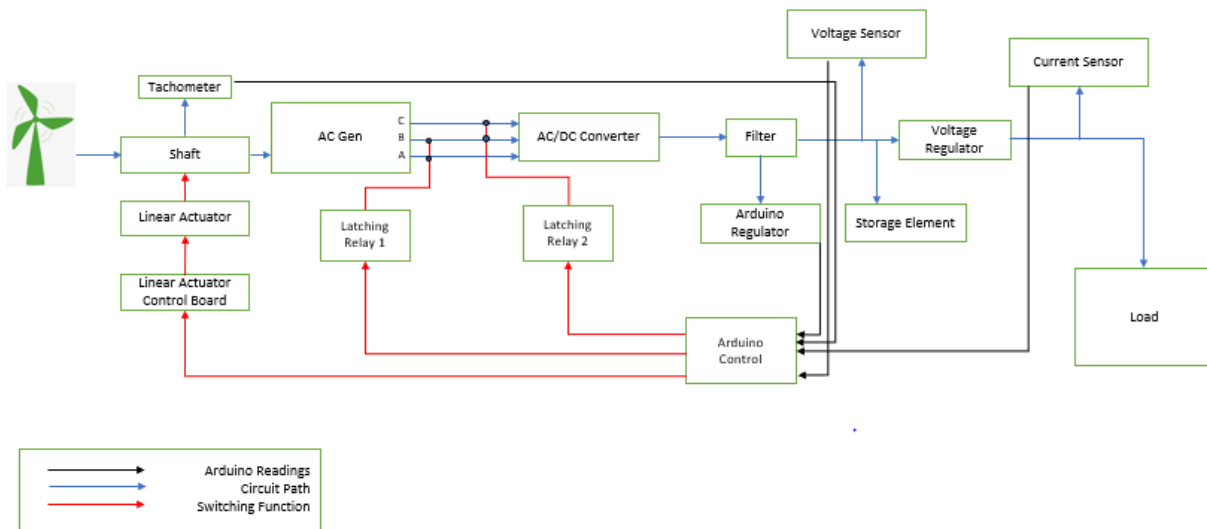 Voltage Sensor
Current Sensor
Tachometer
AC Gen
C
B
A
AC/DC Converter
Filter
Voltage
Regulator
Shaft
Linear Actuator
Latching
Relay 1
Latching
Relay 2
Arduino
Regulator
Storage Element
Linear Actuator
Control Board
Arduino
Control
Load
Arduino Readings
Circuit Path
Switching Function